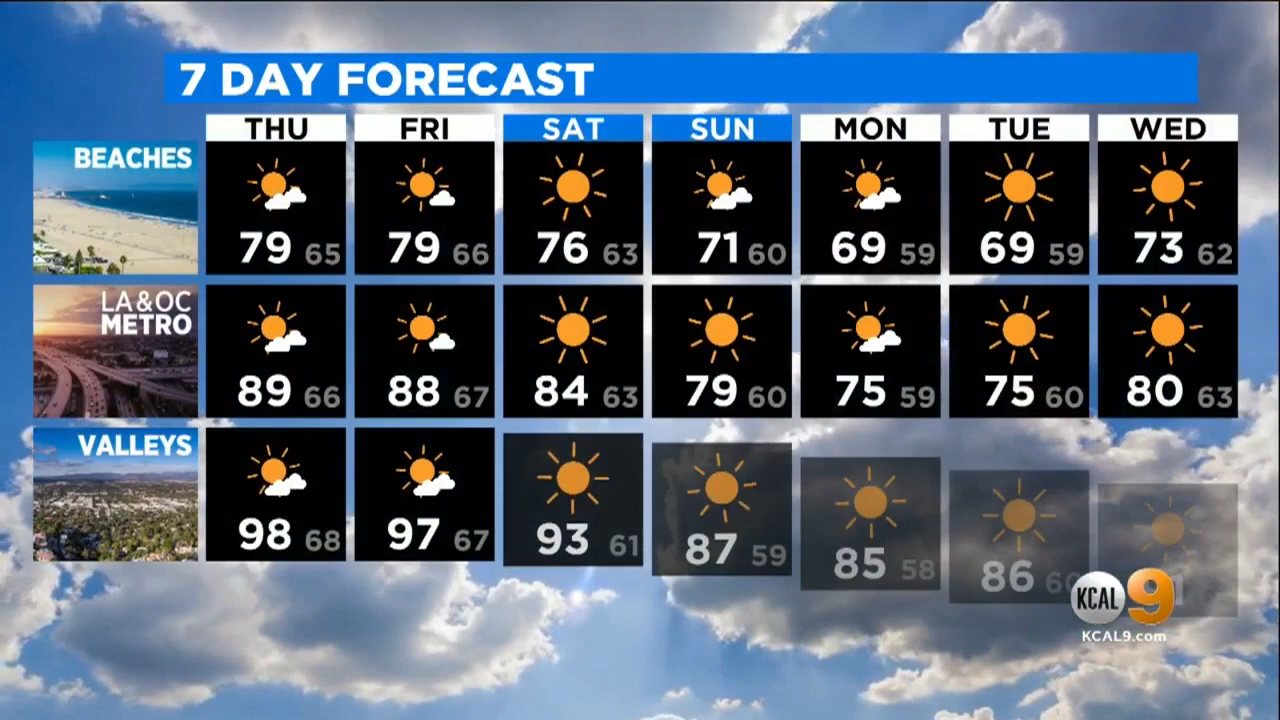 7 DAY FORECAST
THU FRI SAT SUN MON TUE WED
BEACHES
79 65 79 66 76 63 71 60 69 59 69 59 73 62
LA&OC
METRO
89 66 88 67 84 63 79 60 75 59 75 60 80 63
VALLEYS
98 68 97 67 93 61 87 59 85 58 86 60
KCAL 9
KCAL9.com